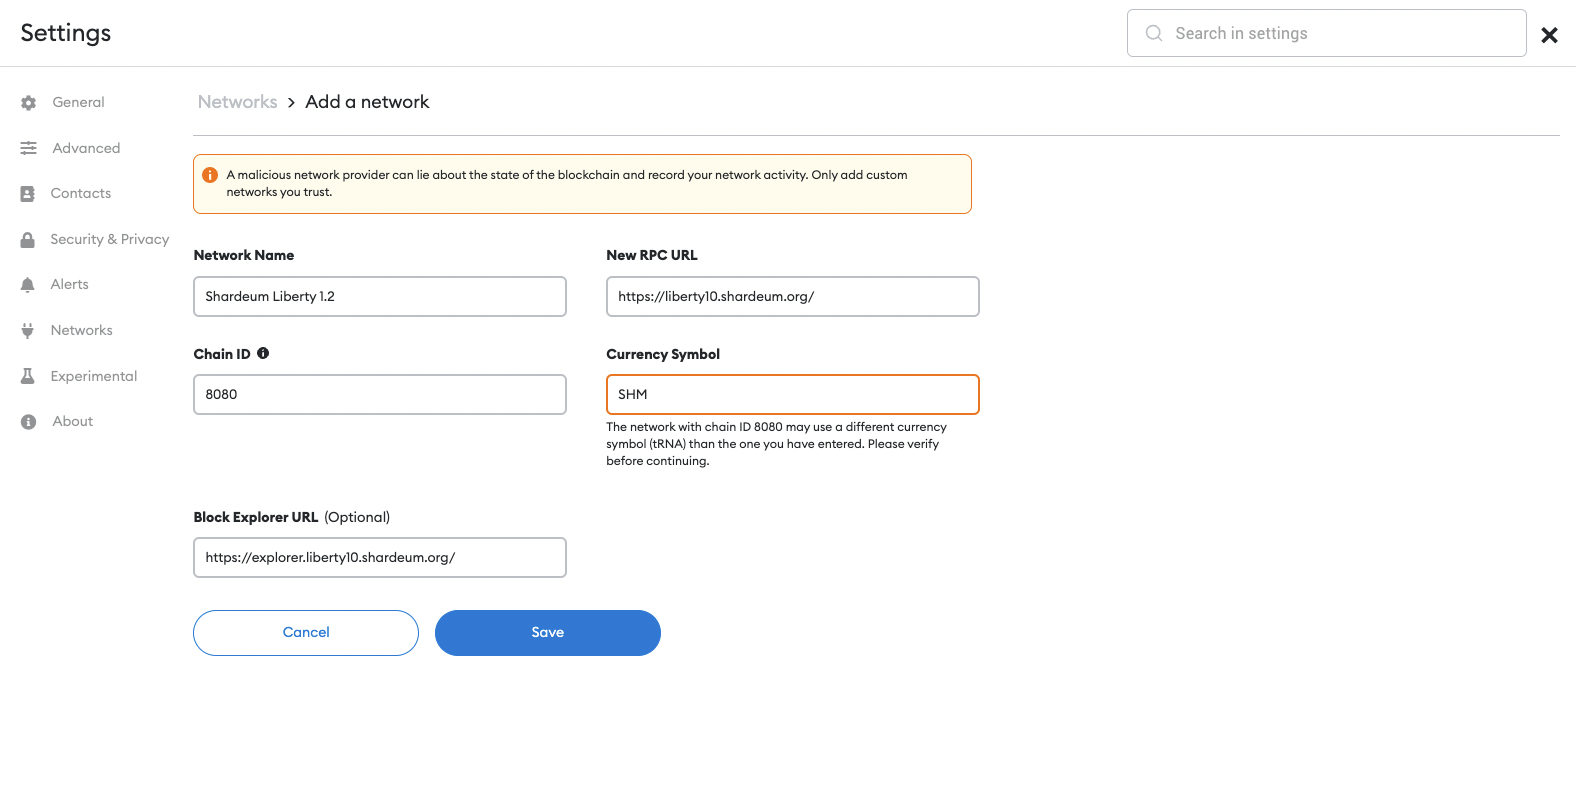 Settings
Search in settings
General
Advanced
Contacts
Security & Privacy
Alerts
Networks
Experimental
About
Networks > Add a network
A malicious network provider can lie about the state of the blockchain and record your network activity. Only add custom
networks you trust.
Network Name
Shardeum Liberty 1.2
New RPC URL
https://liberty10.shardeum.org/
Chain ID
8080
Currency Symbol
SHM
The network with chain ID 8080 may use a different currency
symbol (tRNA) than the one you have entered. Please verify
before continuing.
Block Explorer URL (Optional)
https://explorer.liberty10.shardeum.org/
Cancel
Save